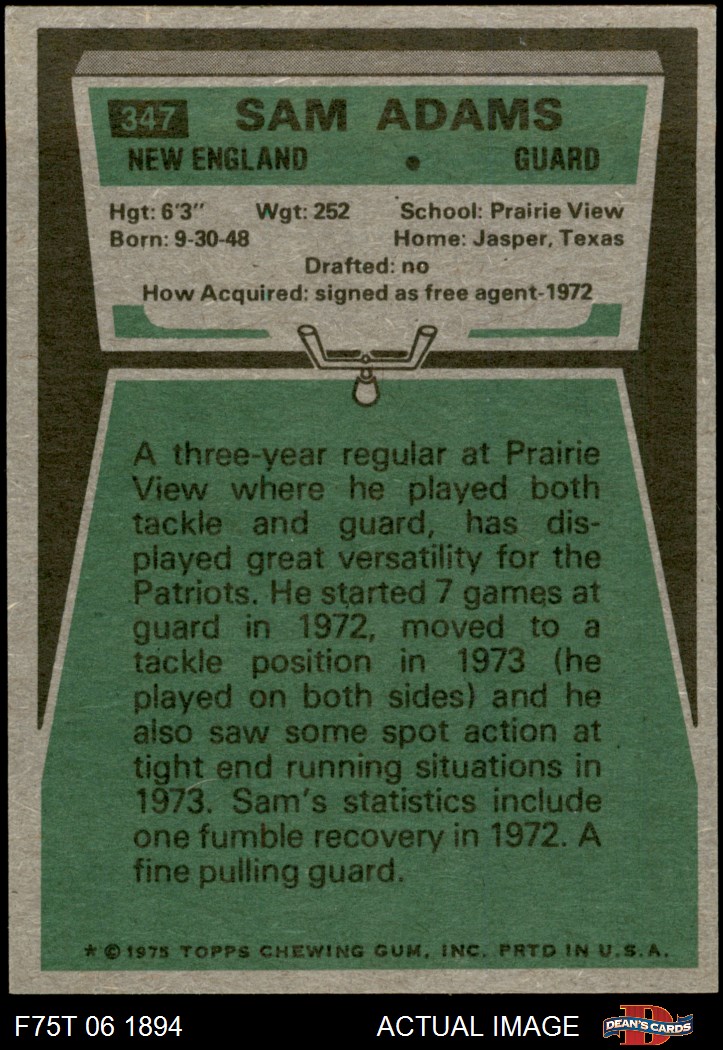 347 SAM ADAMS
NEW ENGLAND • GUARD
Hgt: 6'3" Wgt: 252 School: Prairie View
Born: 9-30-48 Home: Jasper, Texas
Drafted: no
How Acquired: signed as free agent-1972
A three-year regular at Prairie
View where he played both
tackle and guard, has dis-
played great versatility for the
Patriots. He started 7 games at
guard in 1972, moved to a
tackle position in 1973 (he
played on both sides) and he
also saw some spot action at
tight end running situations in
1973. Sam's statistics include
one fumble recovery in 1972. A
fine pulling guard.
* © 1975 TOPPS CHEWING GUM, INC. PRTD IN U.S.A.
F75T 06 1894 ACTUAL IMAGE D DEAN'S CARDS